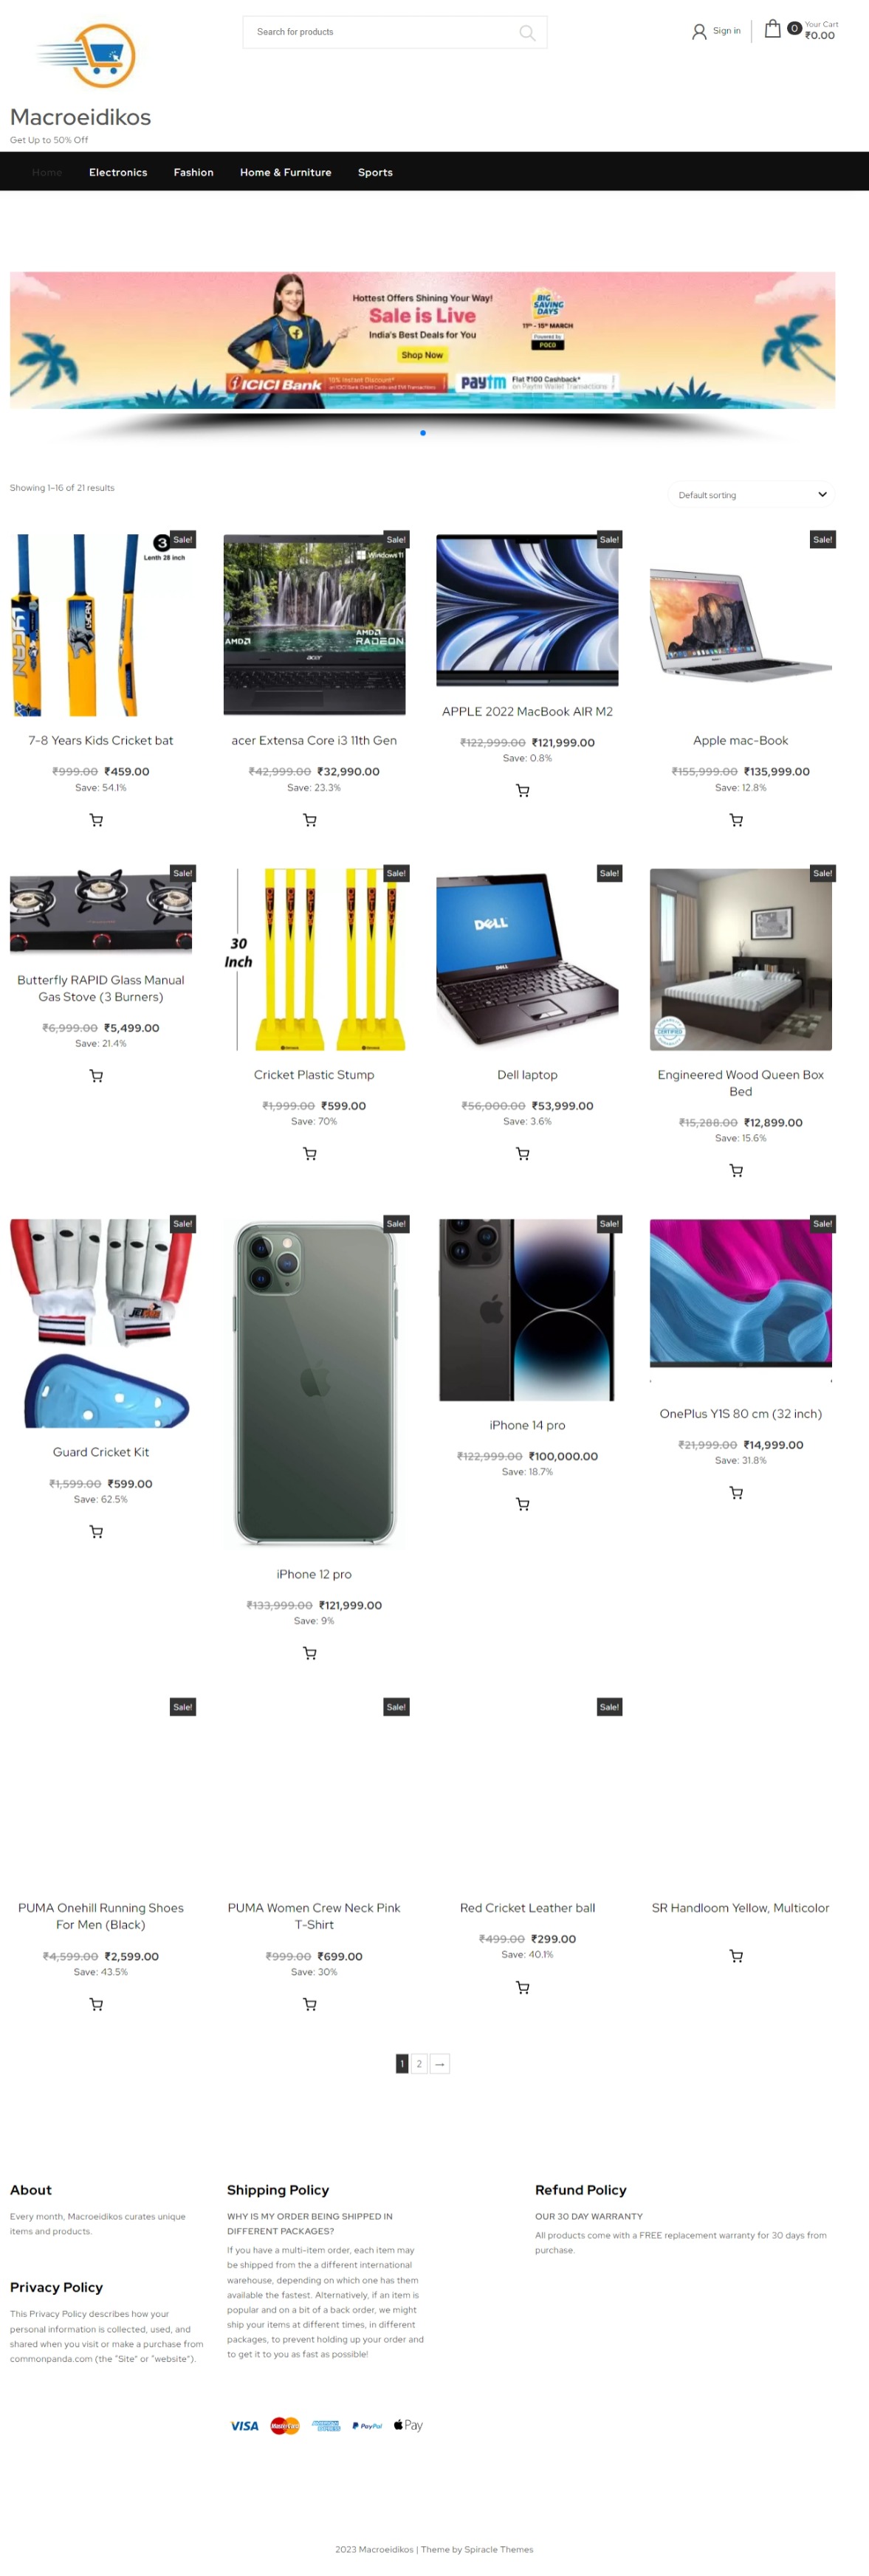 Search for products
Sign in
0
Your Cart
₹0.00
Macroeidikos
Get Up to 50% Off
Home
Electronics
Fashion
Home & Furniture
Sports
Hottest Offers Shining Your Way!
Sale is Live
India's Best Deals for You
Shop Now
BIG SAVING DAYS
11TH - 15TH MARCH
Powered by
POCO
ICICI Bank
10% Instant Discount*
Paytm
Flat ₹100 Cashback*
on Paytm Wallet Transactions
Showing 1–16 of 21 results
Default sorting
3
Lenth 28 inch
Sale!
LYCAN
Sale!
Windows 11
AMD
AMD RADEON
acer
Sale!
Sale!
7-8 Years Kids Cricket bat
₹999.00 ₹459.00
Save: 54.1%
acer Extensa Core i3 11th Gen
₹42,999.00 ₹32,990.00
Save: 23.3%
APPLE 2022 MacBook AIR M2
₹122,999.00 ₹121,999.00
Save: 0.8%
Apple mac-Book
₹155,999.00 ₹135,999.00
Save: 12.8%
Sale!
Sale!
30
Inch
Sale!
DELL
DELL
Sale!
CERTIFIED
Butterfly RAPID Glass Manual
Gas Stove (3 Burners)
₹6,999.00 ₹5,499.00
Save: 21.4%
Cricket Plastic Stump
₹1,999.00 ₹599.00
Save: 70%
Dell laptop
₹56,000.00 ₹53,999.00
Save: 3.6%
Engineered Wood Queen Box
Bed
₹15,288.00 ₹12,899.00
Save: 15.6%
Sale!
Sale!
Sale!
Sale!
Guard Cricket Kit
₹1,599.00 ₹599.00
Save: 62.5%
iPhone 12 pro
₹133,999.00 ₹121,999.00
Save: 9%
iPhone 14 pro
₹122,999.00 ₹100,000.00
Save: 18.7%
OnePlus Y1S 80 cm (32 inch)
₹21,999.00 ₹14,999.00
Save: 31.8%
Sale!
Sale!
Sale!
PUMA Onehill Running Shoes
For Men (Black)
₹4,599.00 ₹2,599.00
Save: 43.5%
PUMA Women Crew Neck Pink
T-Shirt
₹999.00 ₹699.00
Save: 30%
Red Cricket Leather ball
₹499.00 ₹299.00
Save: 40.1%
SR Handloom Yellow, Multicolor
1
2
→
About
Every month, Macroeidikos curates unique
items and products.
Privacy Policy
This Privacy Policy describes how your
personal information is collected, used, and
shared when you visit or make a purchase from
commonpanda.com (the “Site” or “website”).
Shipping Policy
WHY IS MY ORDER BEING SHIPPED IN
DIFFERENT PACKAGES?
If you have a multi-item order, each item may
be shipped from the a different international
warehouse, depending on which one has them
available the fastest. Alternatively, if an item is
popular and on a bit of a back order, we might
ship your items at different times, in different
packages, to prevent holding up your order and
to get it to you as fast as possible!
VISA
MasterCard
AMERICAN EXPRESS
PayPal
Pay
Refund Policy
OUR 30 DAY WARRANTY
All products come with a FREE replacement warranty for 30 days from
purchase.
2023 Macroeidikos | Theme by Spiracle Themes